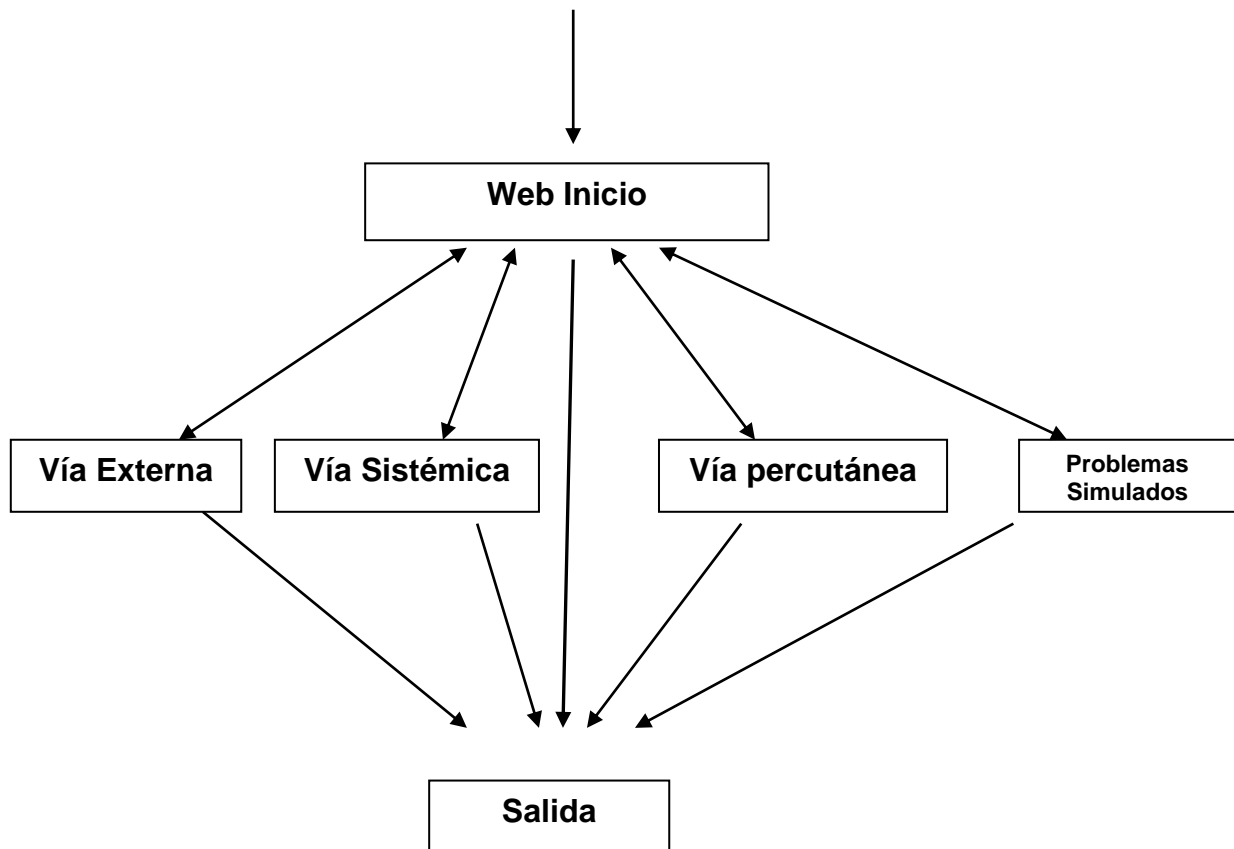 Web Inicio
Vía Externa
Vía Sistémica
Vía percutánea
Problemas
Simulados
Salida